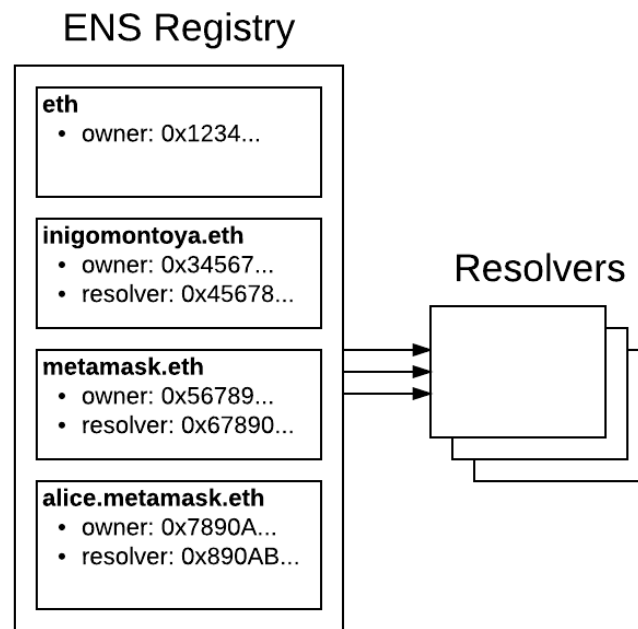 ENS Registry
eth
• owner: 0x1234...
inigomontoya.eth
• owner: 0x34567...
• resolver: 0x45678...
Resolvers
metamask.eth
• owner: 0x56789...
• resolver: 0x67890...
alice.metamask.eth
• owner: 0x7890A...
• resolver: 0x890AB...